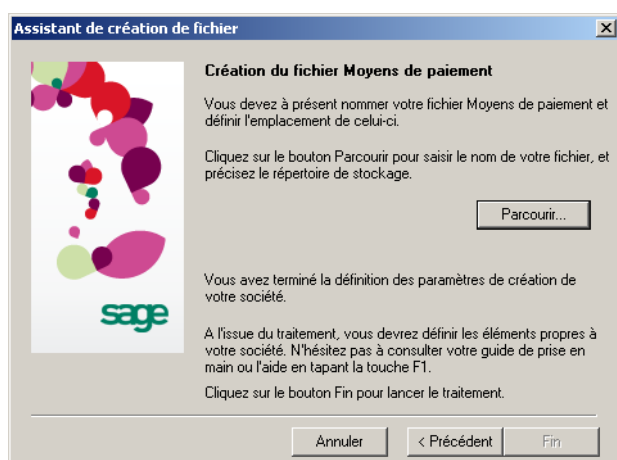 Assistant de création de fichier
Création du fichier Moyens de paiement
Vous devez à présent nommer votre fichier Moyens de paiement et
définir l'emplacement de celui-ci.
Cliquez sur le bouton Parcourir pour saisir le nom de votre fichier, et
précisez le répertoire de stockage.
Parcourir...
Vous avez terminé la définition des paramètres de création de
votre société.
sage
A l'issue du traitement, vous devrez définir les éléments propres à
votre société. N'hésitez pas à consulter votre guide de prise en
main ou l'aide en tapant la touche F1.
Cliquez sur le bouton Fin pour lancer le traitement.
Annuler
< Précédent
Fin